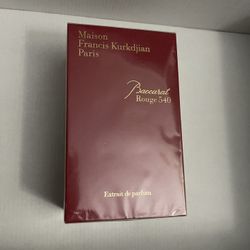 Maison
Francis Kurkdjian
Paris
Baccarat
Rouge 540
Extrait de parfum